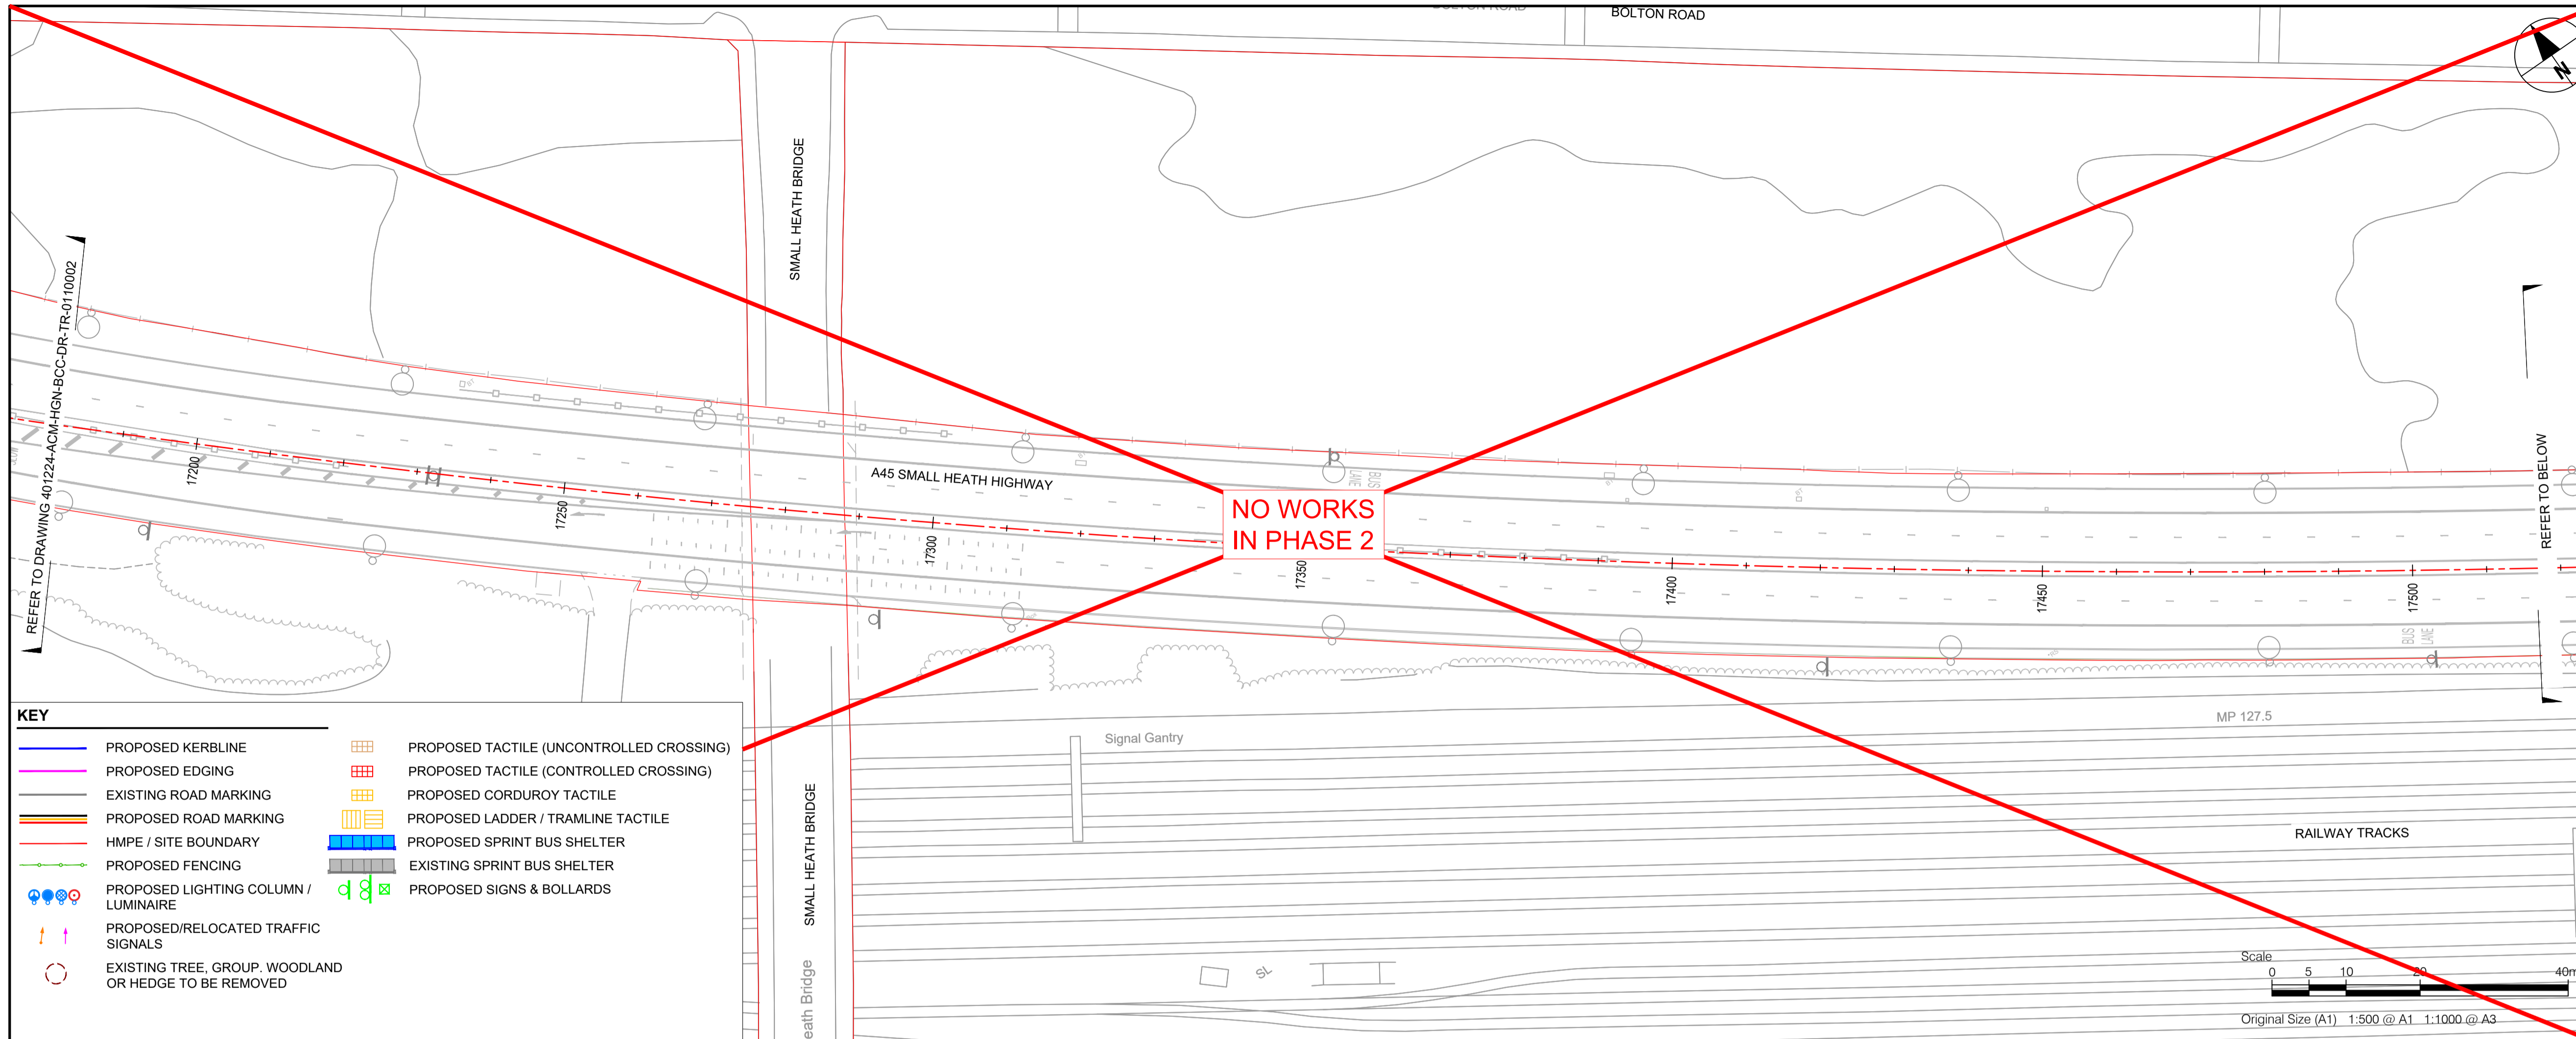 BOLTON ROAD
BOLTON ROAD
N
SMALL HEATH BRIDGE
REFER TO DRAWING 401224-ACM-HGN-BCC-DR-TR-0110002
17200
17250
A45 SMALL HEATH HIGHWAY
17300
BUS
LANE
NO WORKS
IN PHASE 2
17350
17400
17450
17500
BUS
LANE
REFER TO BELOW
MP 127.5
Signal Gantry
SMALL HEATH BRIDGE
RAILWAY TRACKS
SL
eath Bridge
KEY
PROPOSED KERBLINE
PROPOSED EDGING
EXISTING ROAD MARKING
PROPOSED ROAD MARKING
HMPE / SITE BOUNDARY
PROPOSED FENCING
PROPOSED LIGHTING COLUMN /
LUMINAIRE
PROPOSED/RELOCATED TRAFFIC
SIGNALS
EXISTING TREE, GROUP. WOODLAND
OR HEDGE TO BE REMOVED
PROPOSED TACTILE (UNCONTROLLED CROSSING)
PROPOSED TACTILE (CONTROLLED CROSSING)
PROPOSED CORDUROY TACTILE
PROPOSED LADDER / TRAMLINE TACTILE
PROPOSED SPRINT BUS SHELTER
EXISTING SPRINT BUS SHELTER
PROPOSED SIGNS & BOLLARDS
Scale
0 5 10 20 40m
Original Size (A1) 1:500 @ A1 1:1000 @ A3